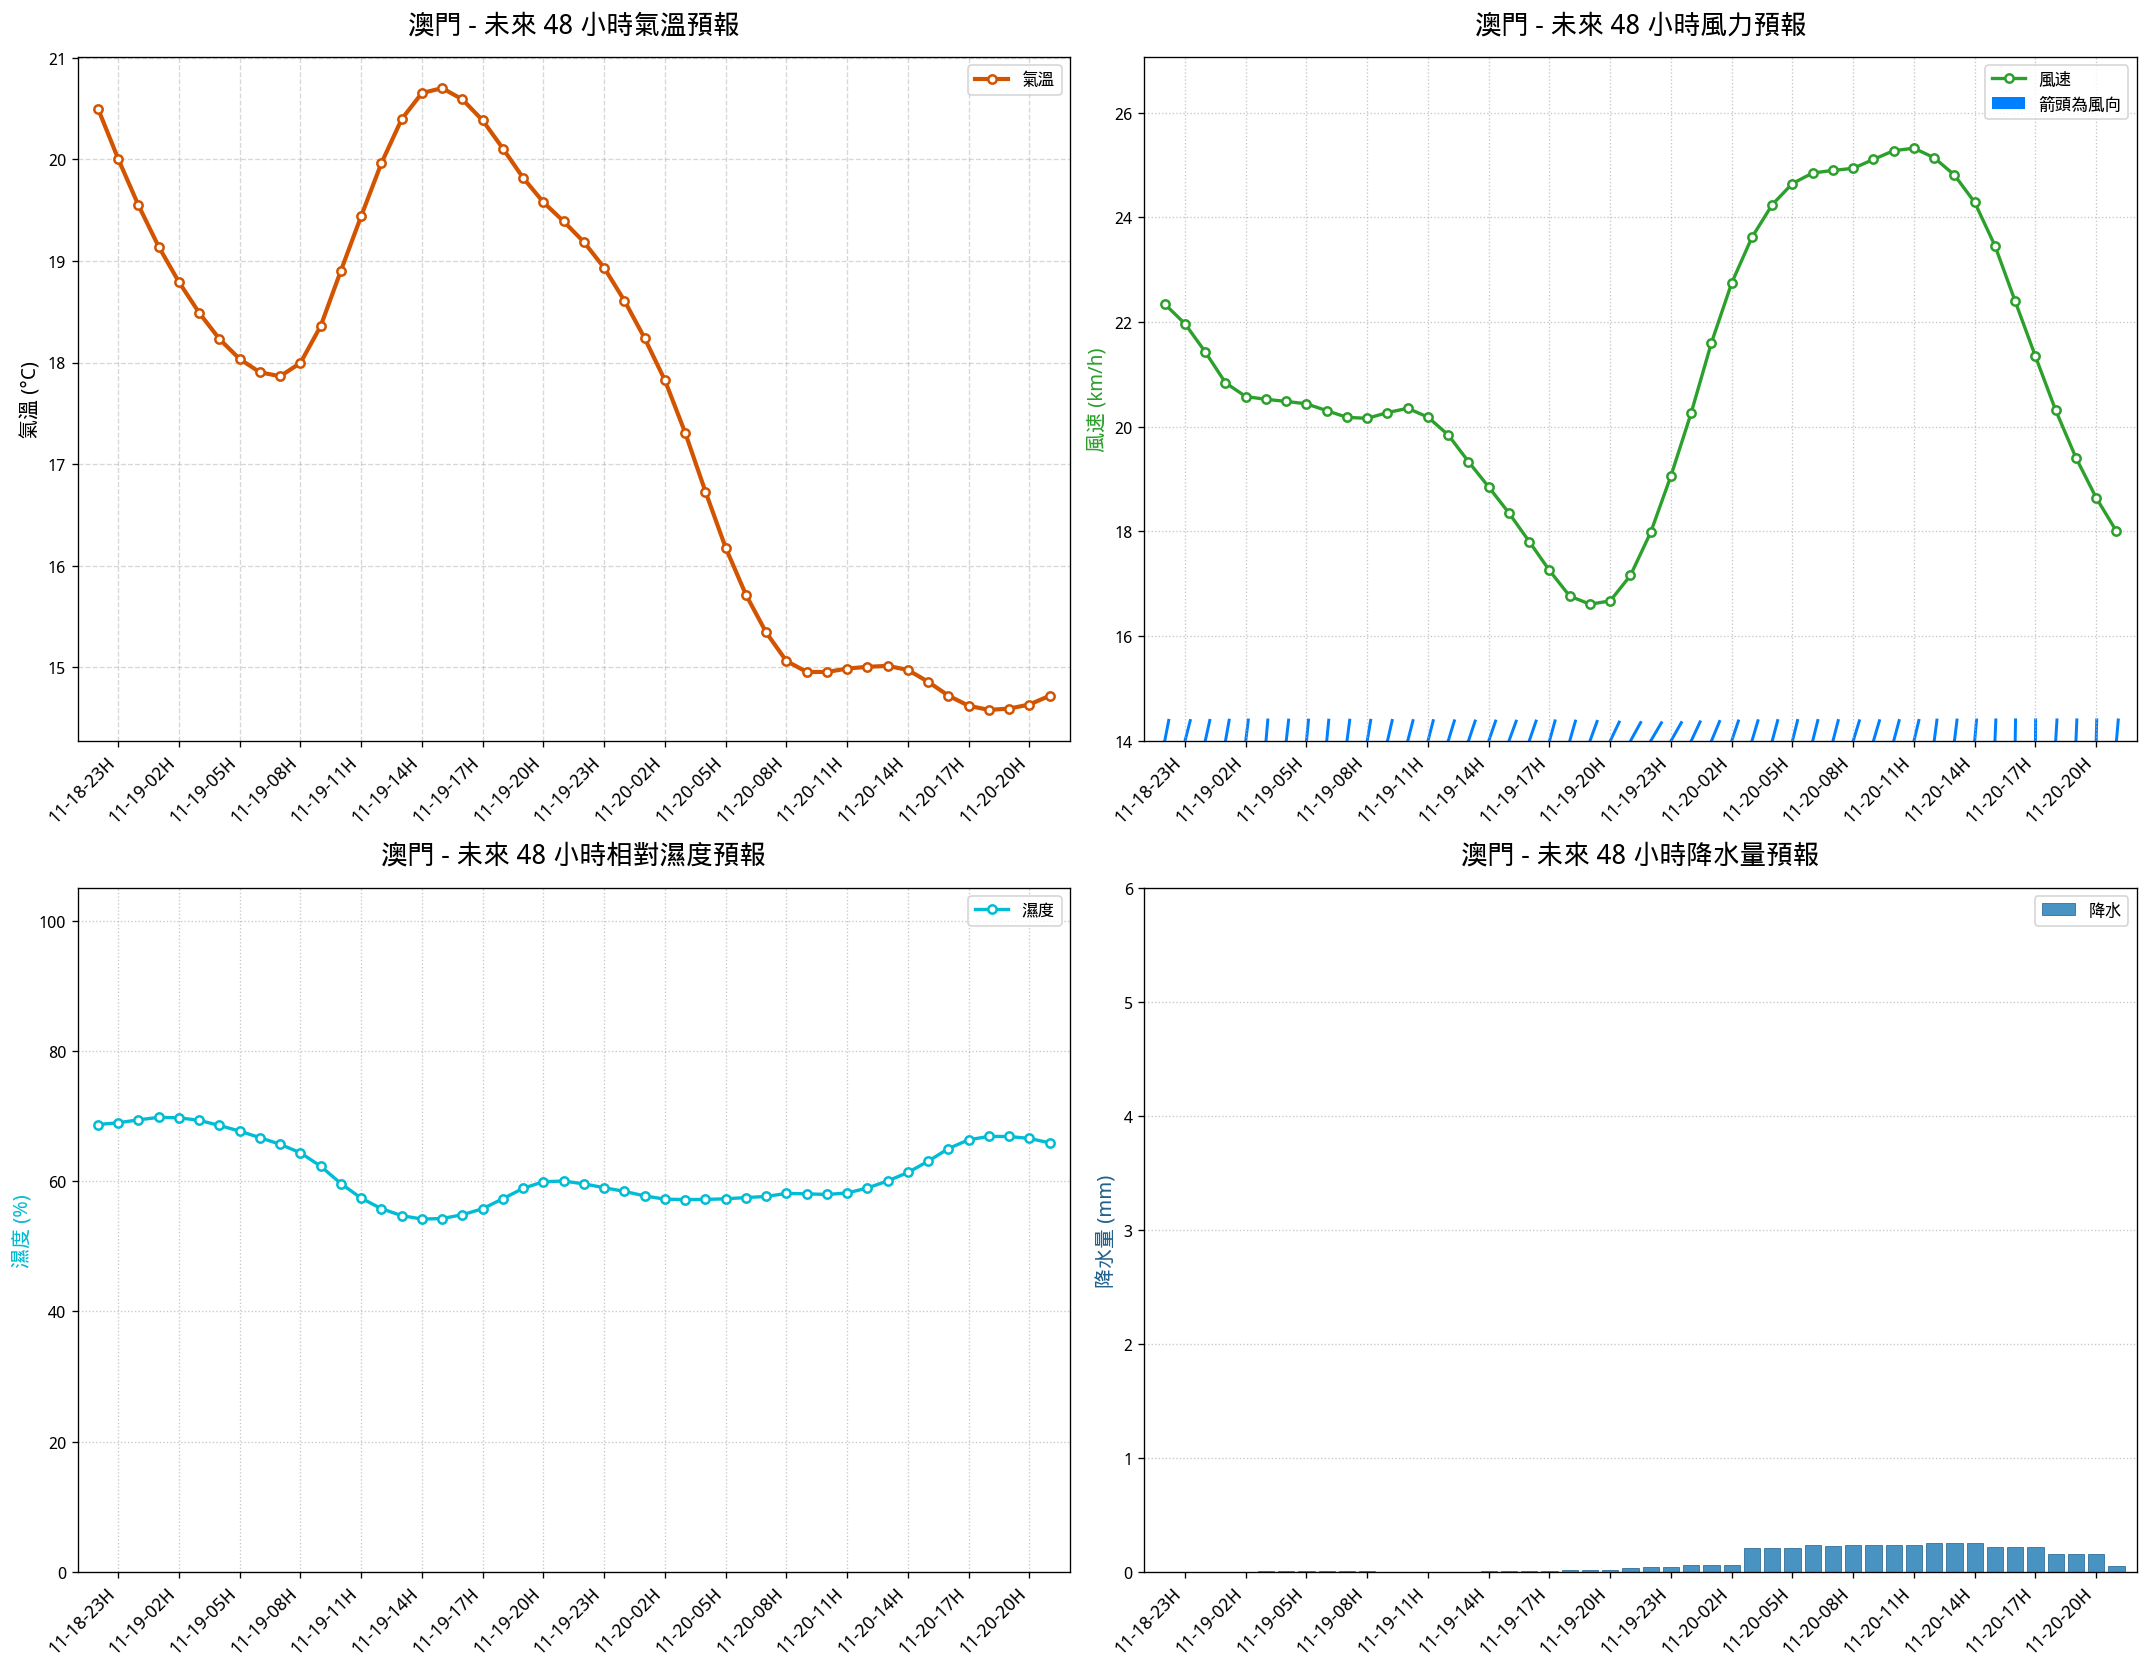 澳門 - 未來 48 小時氣溫預報
氣溫
氣溫 (°C)
21
20
19
18
17
16
15
11-18-23H
11-19-02H
11-19-05H
11-19-08H
11-19-11H
11-19-14H
11-19-17H
11-19-20H
11-19-23H
11-20-02H
11-20-05H
11-20-08H
11-20-11H
11-20-14H
11-20-17H
11-20-20H
澳門 - 未來 48 小時風力預報
風速
箭頭為風向
風速 (km/h)
26
24
22
20
18
16
14
11-18-23H
11-19-02H
11-19-05H
11-19-08H
11-19-11H
11-19-14H
11-19-17H
11-19-20H
11-19-23H
11-20-02H
11-20-05H
11-20-08H
11-20-11H
11-20-14H
11-20-17H
11-20-20H
澳門 - 未來 48 小時相對濕度預報
濕度
濕度 (%)
100
80
60
40
20
0
11-18-23H
11-19-02H
11-19-05H
11-19-08H
11-19-11H
11-19-14H
11-19-17H
11-19-20H
11-19-23H
11-20-02H
11-20-05H
11-20-08H
11-20-11H
11-20-14H
11-20-17H
11-20-20H
澳門 - 未來 48 小時降水量預報
降水
降水量 (mm)
6
5
4
3
2
1
0
11-18-23H
11-19-02H
11-19-05H
11-19-08H
11-19-11H
11-19-14H
11-19-17H
11-19-20H
11-19-23H
11-20-02H
11-20-05H
11-20-08H
11-20-11H
11-20-14H
11-20-17H
11-20-20H